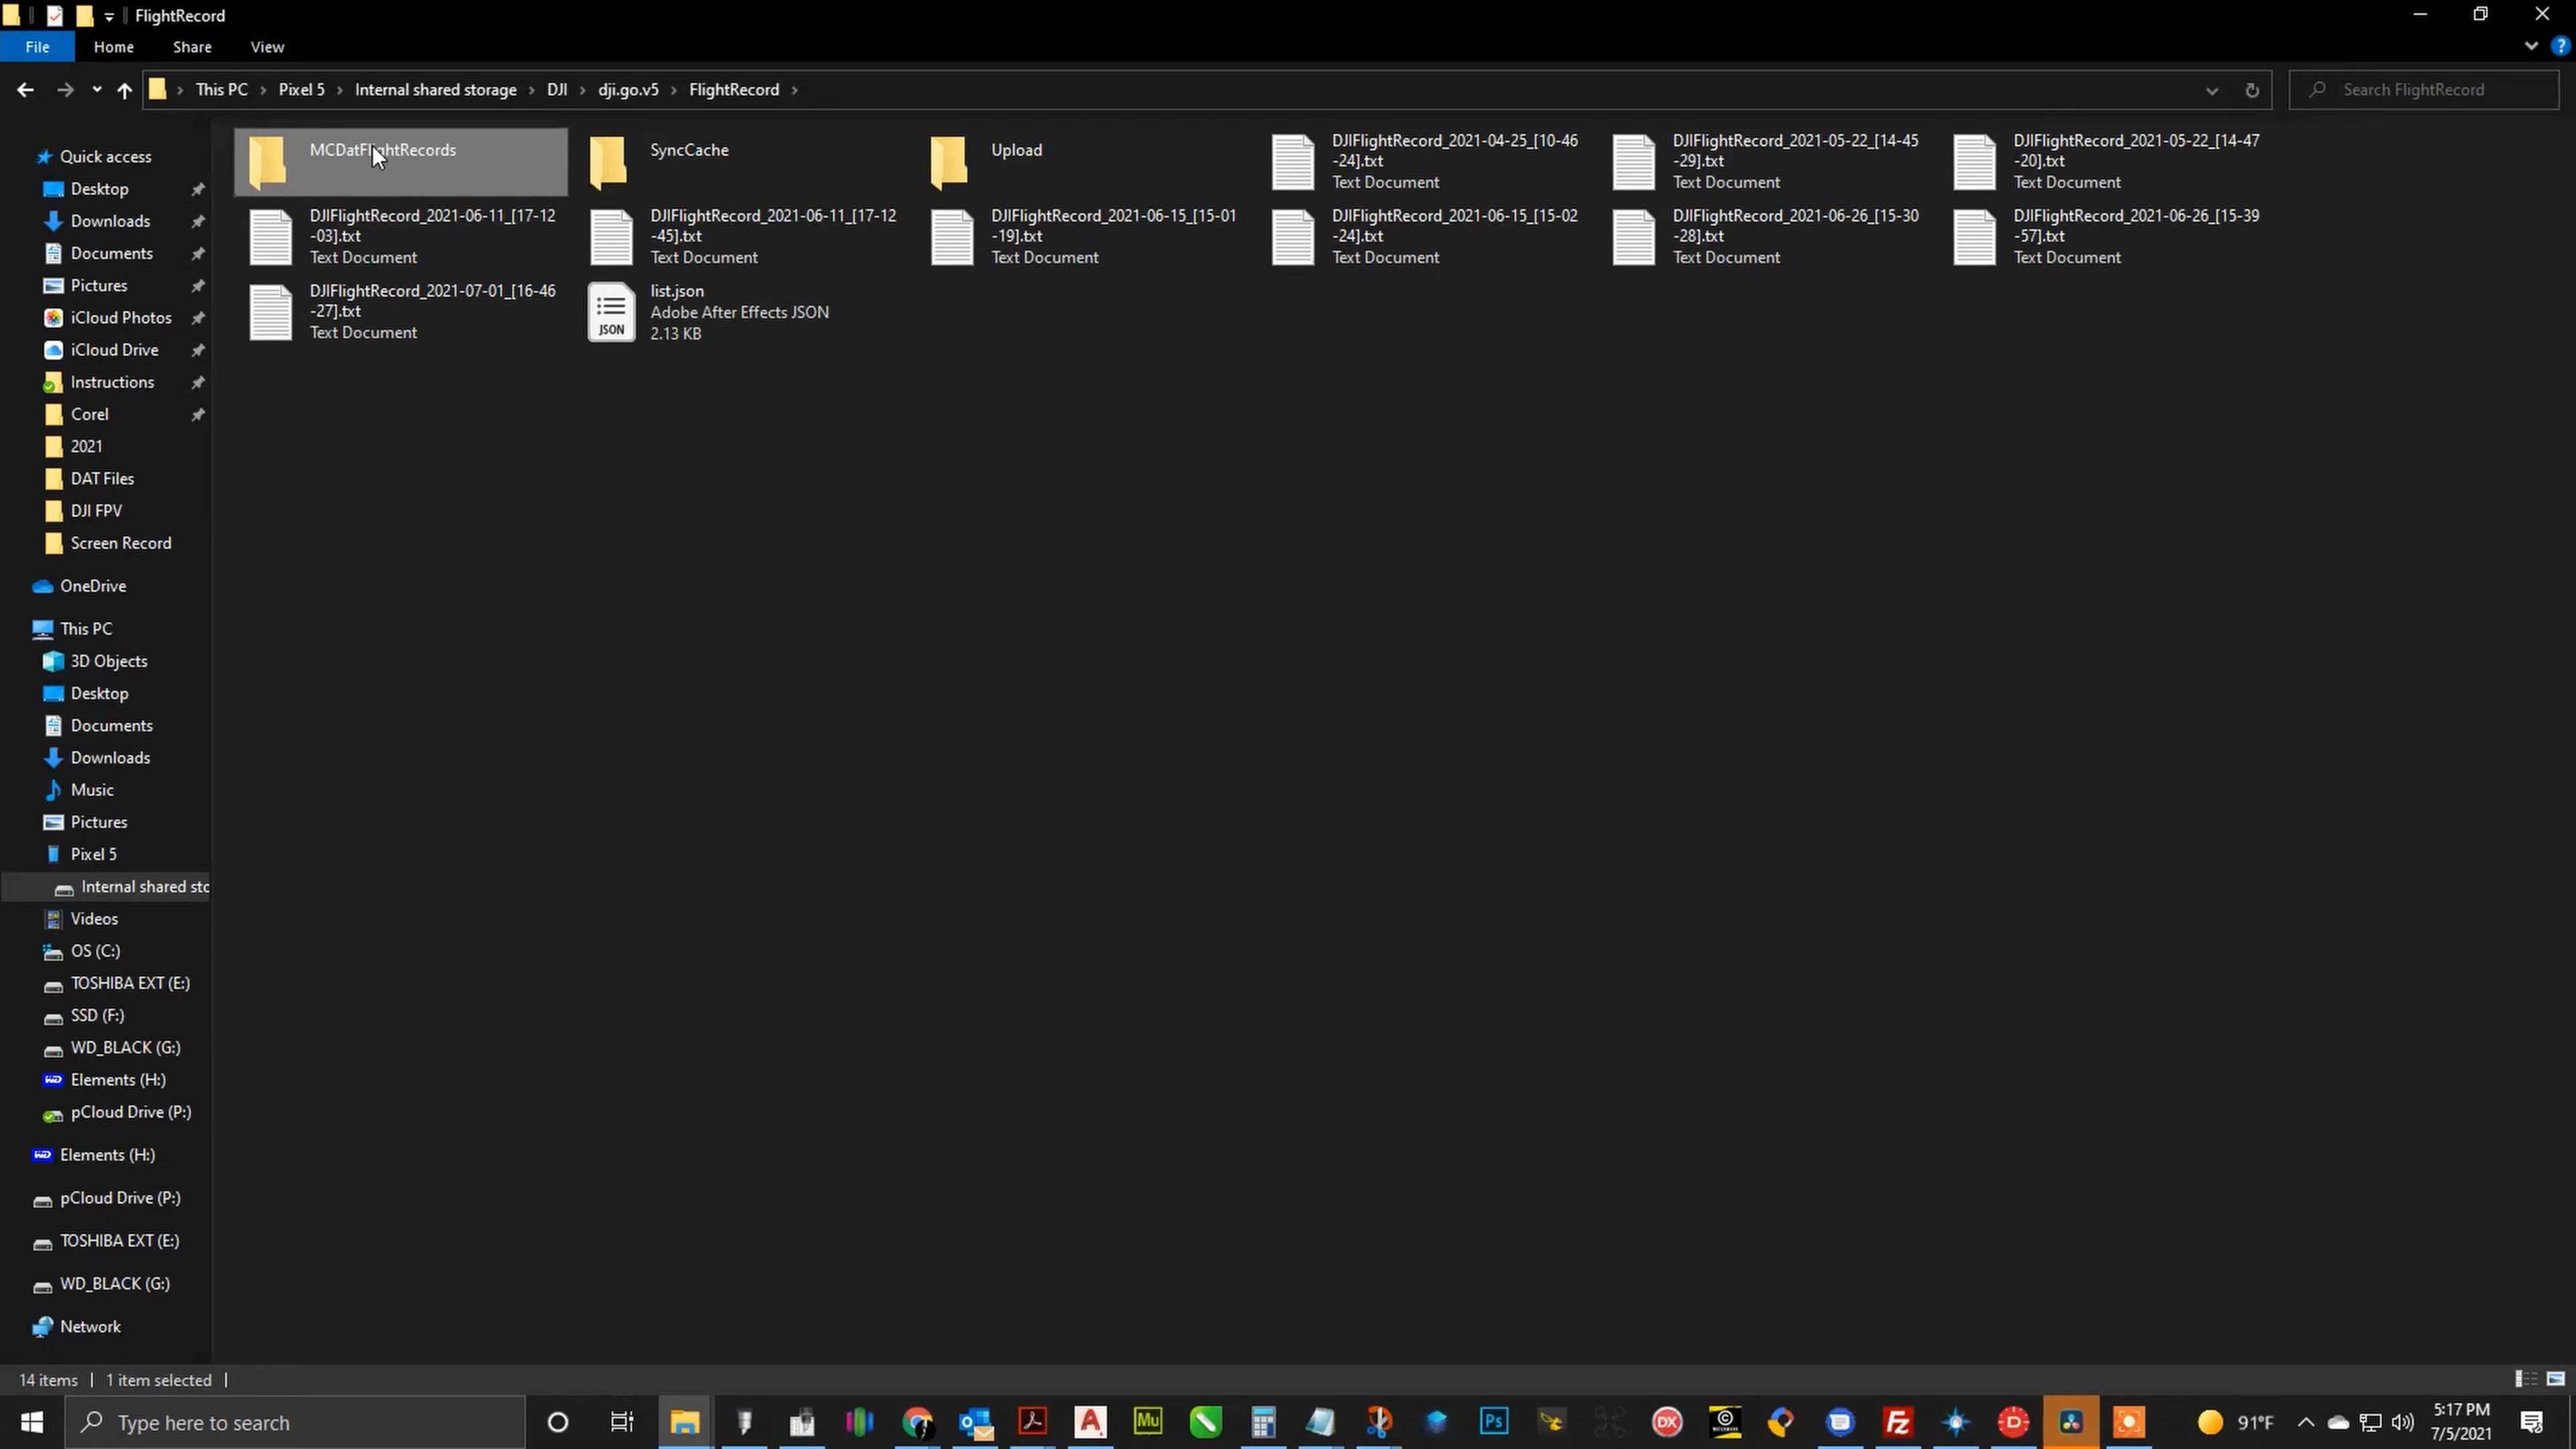 FlightRecord
File Home Share View
This PC Pixel 5 Internal shared storage DJI dji.go.v5 FlightRecord
Search FlightRecord
Quick access
Desktop
Downloads
Documents
Pictures
iCloud Photos
iCloud Drive
Instructions
Corel
2021
DAT Files
DJI FPV
Screen Record
OneDrive
This PC
3D Objects
Desktop
Documents
Downloads
Music
Pictures
Pixel 5
Internal shared sto
Videos
OS (C:)
TOSHIBA EXT (E:)
SSD (F:)
WD_BLACK (G:)
Elements (H:)
pCloud Drive (P:)
Elements (H:)
pCloud Drive (P:)
TOSHIBA EXT (E:)
WD_BLACK (G:)
Network
MCDatFlightRecords
SyncCache
Upload
DJIFlightRecord_2021-04-25_[10-46
-24].txt
Text Document
DJIFlightRecord_2021-05-22_[14-45
-29].txt
Text Document
DJIFlightRecord_2021-05-22_[14-47
-20].txt
Text Document
DJIFlightRecord_2021-06-11_[17-12
-03].txt
Text Document
DJIFlightRecord_2021-06-11_[17-12
-45].txt
Text Document
DJIFlightRecord_2021-06-15_[15-01
-19].txt
Text Document
DJIFlightRecord_2021-06-15_[15-02
-24].txt
Text Document
DJIFlightRecord_2021-06-26_[15-30
-28].txt
Text Document
DJIFlightRecord_2021-06-26_[15-39
-57].txt
Text Document
DJIFlightRecord_2021-07-01_[16-46
-27].txt
Text Document
JSON
list.json
Adobe After Effects JSON
2.13 KB
14 items 1 item selected
Type here to search
Mu
Ps
DX
Fz
91°F
5:17 PM
7/5/2021